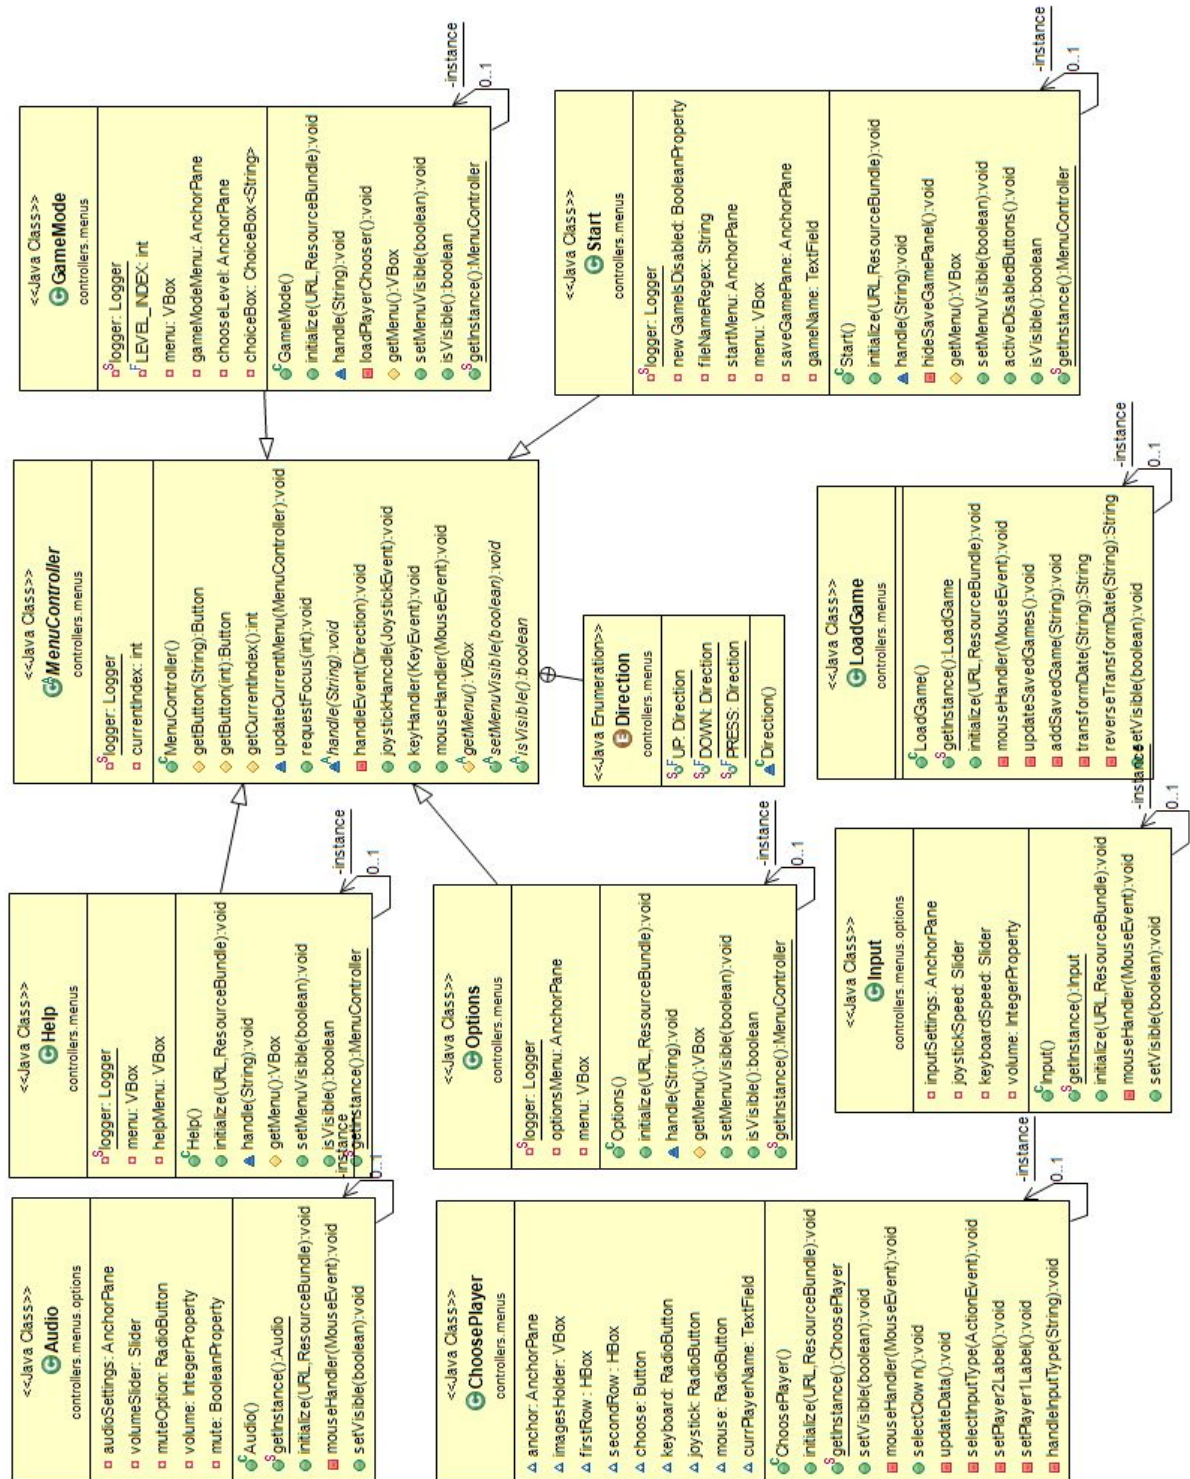 <<Java Class>>
Audio
controllers.menus.options
audioSettings: AnchorPane
volumeSlider: Slider
muteOption: RadioButton
volume: IntegerProperty
mute: BooleanProperty
Audio()
getInstance():Audio
initialize(URL,ResourceBundle):void
mouseHandler(MouseEvent):void
setVisible(boolean):void
-instance
0..1
<<Java Class>>
Help
controllers.menus
logger: Logger
menu: VBox
helpMenu: VBox
Help()
initialize(URL,ResourceBundle):void
handle(String):void
getMenu():VBox
setMenuVisible(boolean):void
isVisible():boolean
getInstance():MenuController
-instance
0..1
<<Java Class>>
MenuController
controllers.menus
logger: Logger
currentIndex: int
MenuController()
getButton(String):Button
getButton(int):Button
getCurrentIndex():int
updateCurrentMenu(MenuController):void
requestFocus(int):void
handle(String):void
handleEvent(Direction):void
joystickHandle(JoystickEvent):void
keyHandler(KeyEvent):void
mouseHandler(MouseEvent):void
getMenu():VBox
setMenuVisible(boolean):void
isVisible():boolean
<<Java Class>>
GameMode
controllers.menus
logger: Logger
LEVEL_INDEX: int
menu: VBox
gameModeMenu: AnchorPane
chooseLevel: AnchorPane
choiceBox: ChoiceBox<String>
GameMode()
initialize(URL,ResourceBundle):void
handle(String):void
loadPlayerChooser():void
getMenu():VBox
setMenuVisible(boolean):void
isVisible():boolean
getInstance():MenuController
-instance
0..1
<<Java Class>>
ChoosePlayer
controllers.menus
anchor: AnchorPane
imagesHolder: VBox
firstRow: HBox
secondRow: HBox
choose: Button
keyboard: RadioButton
joystick: RadioButton
mouse: RadioButton
currPlayerName: TextField
ChoosePlayer()
initialize(URL,ResourceBundle):void
getInstance():ChoosePlayer
setVisible(boolean):void
mouseHandler(MouseEvent):void
selectClown():void
updateData():void
selectInputType(ActionEvent):void
setPlayer2Label():void
setPlayer1Label():void
handleInputType(String):void
-instance
0..1
<<Java Class>>
Options
controllers.menus
logger: Logger
optionsMenu: AnchorPane
menu: VBox
Options()
initialize(URL,ResourceBundle):void
handle(String):void
getMenu():VBox
setMenuVisible(boolean):void
isVisible():boolean
getInstance():MenuController
-instance
0..1
<<Java Enumeration>>
Direction
controllers.menus
UP: Direction
DOWN: Direction
PRESS: Direction
Direction()
<<Java Class>>
Start
controllers.menus
logger: Logger
new GameIsDisabled: BooleanProperty
fileNameRegex: String
startMenu: AnchorPane
menu: VBox
saveGamePane: AnchorPane
gameName: TextField
Start()
initialize(URL,ResourceBundle):void
handle(String):void
hideSaveGamePanel():void
getMenu():VBox
setMenuVisible(boolean):void
activeDisabledButtons():void
isVisible():boolean
getInstance():MenuController
-instance
0..1
<<Java Class>>
Input
controllers.menus.options
inputSettings: AnchorPane
joystickSpeed: Slider
keyboardSpeed: Slider
volume: IntegerProperty
Input()
getInstance():Input
initialize(URL,ResourceBundle):void
mouseHandler(MouseEvent):void
setVisible(boolean):void
-instance
0..1
<<Java Class>>
LoadGame
controllers.menus
LoadGame()
getInstance():LoadGame
initialize(URL,ResourceBundle):void
mouseHandler(MouseEvent):void
updateSavedGames():void
addSavedGame(String):void
transformDate(String):String
reverseTransformDate(String):String
setVisible(boolean):void
-instance
0..1